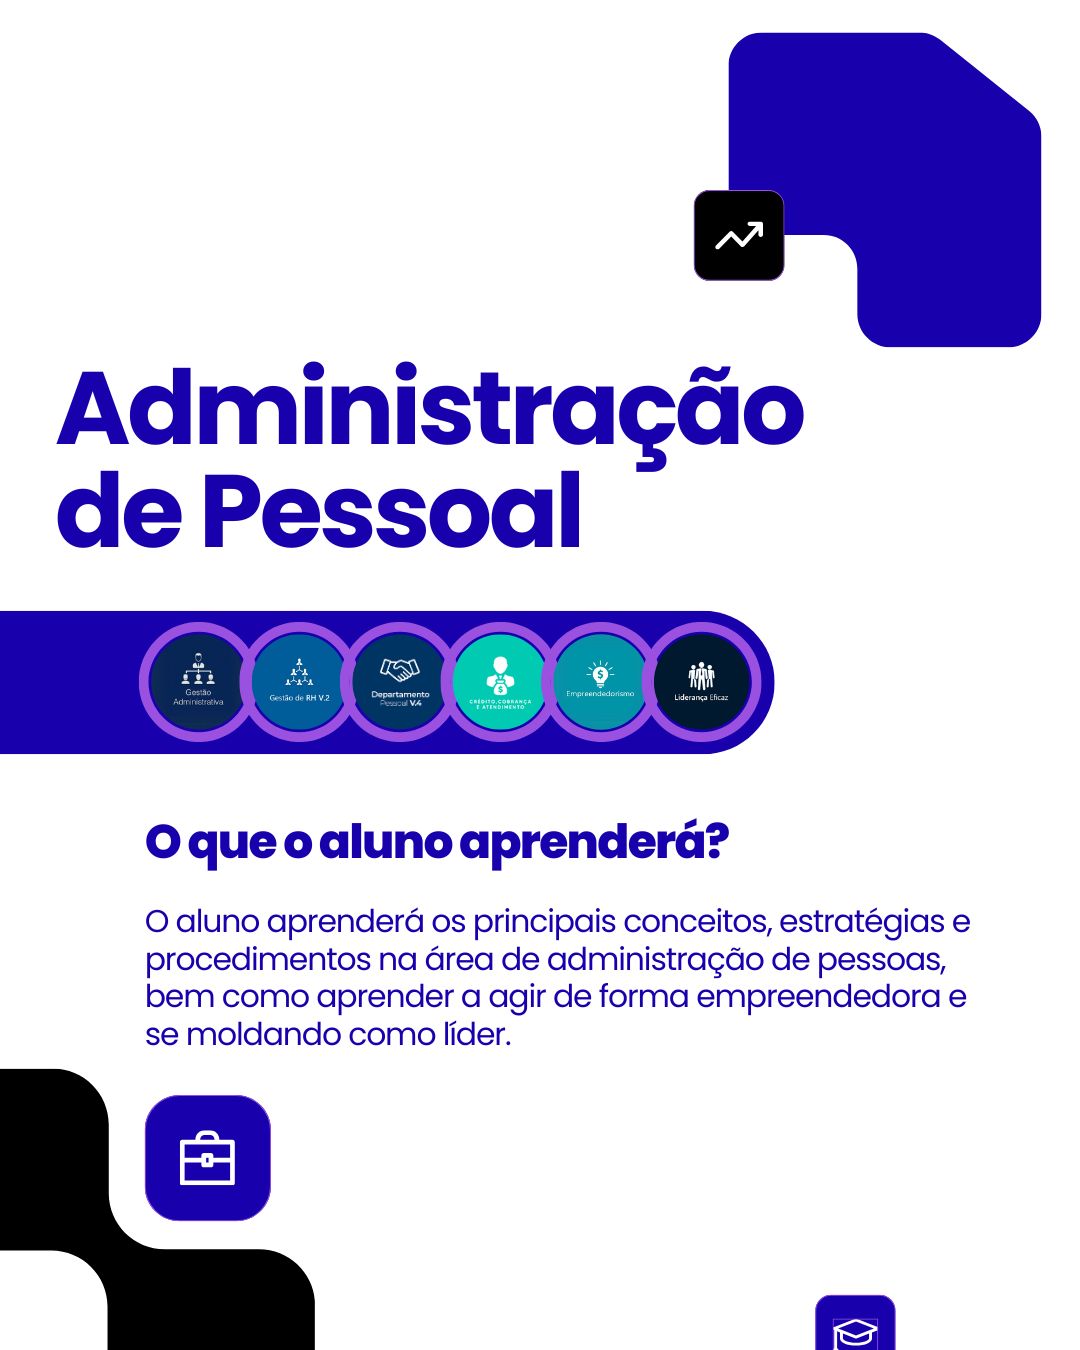 Administração
de Pessoal
Gestão
Administrativa
Gestão de RH V.2
Departamento
Pessoal V.4
CRÉDITO, COBRANÇA
E ATENDIMENTO
Empreendedorismo
Liderança Eficaz
O que o aluno aprenderá?
O aluno aprenderá os principais conceitos, estratégias e
procedimentos na área de administração de pessoas,
bem como aprender a agir de forma empreendedora e
se moldando como líder.